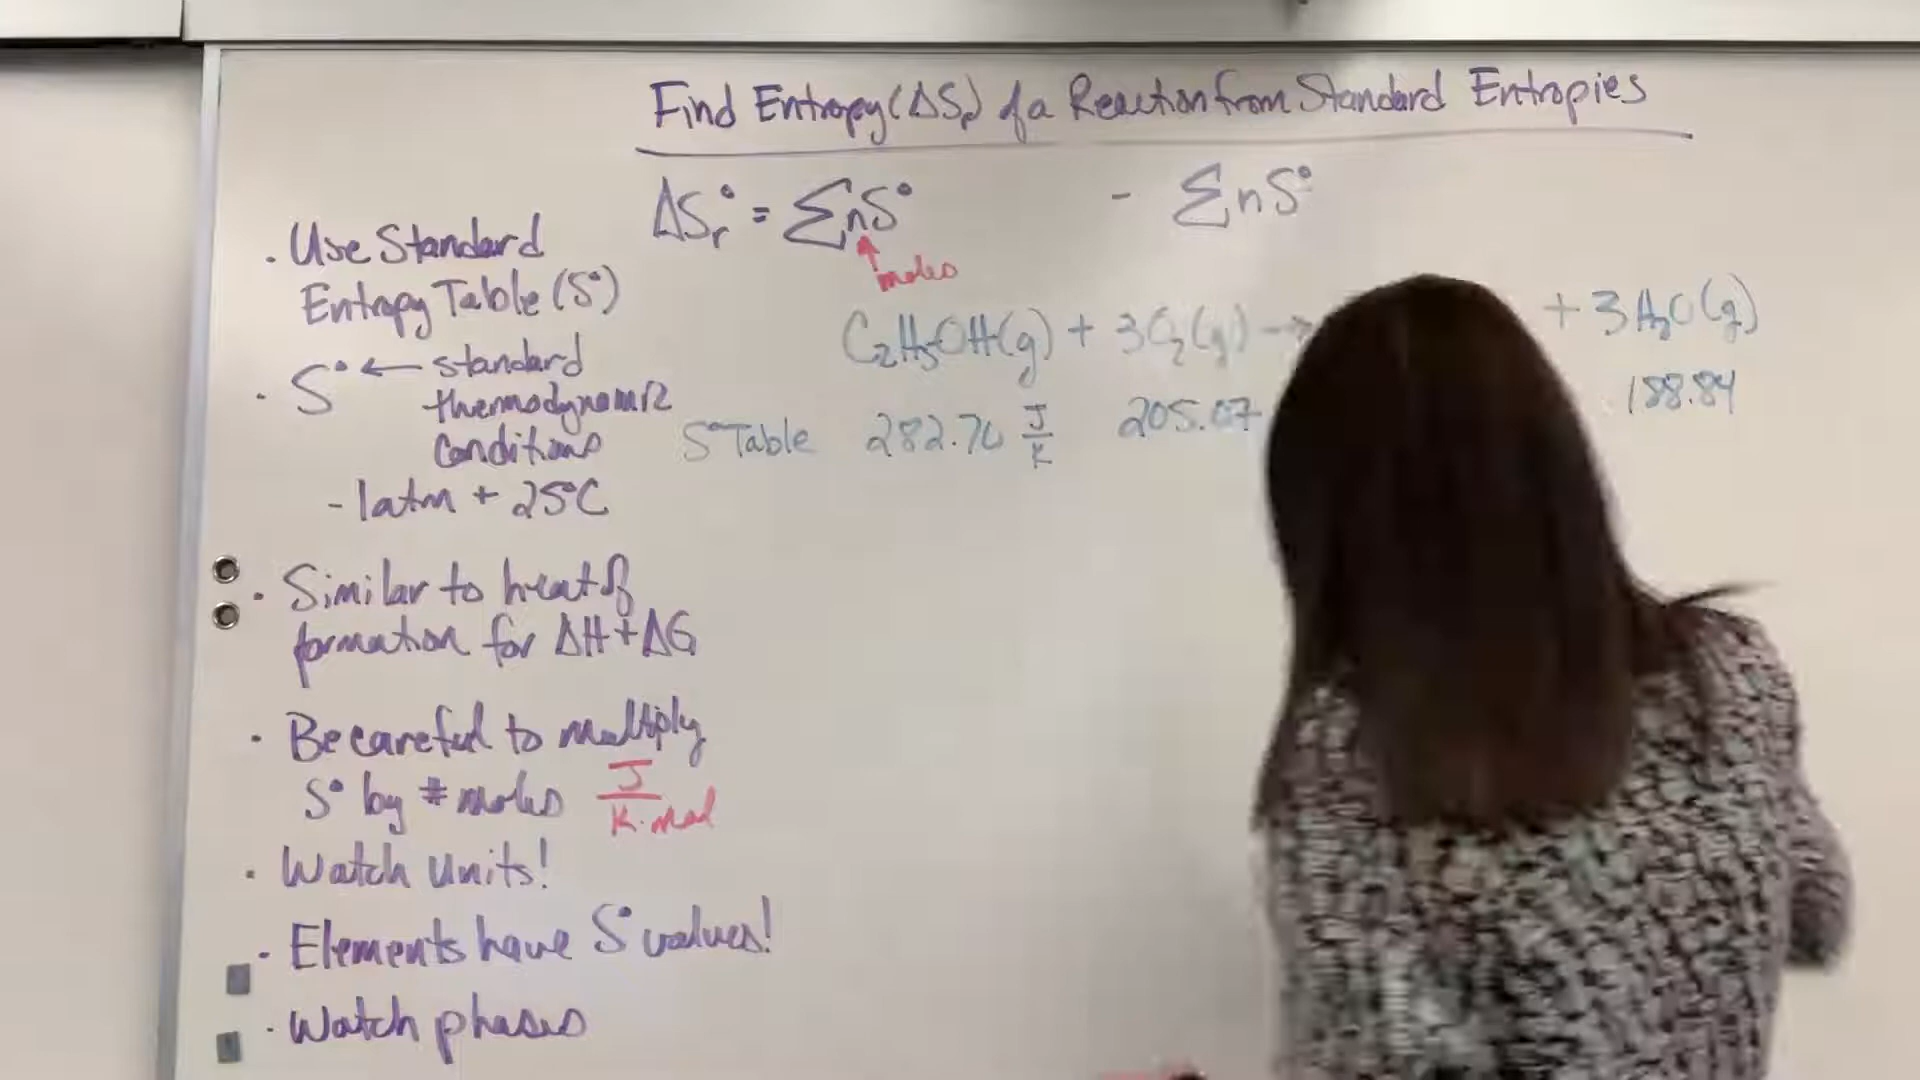 Find Entropy (ΔSᵣ) of a Reaction from Standard Entropies
ΔSᵣ° = ΣnS° - ΣnS°
moles
· Use Standard
Entropy Table (S°)
· S° ← standard
thermodynamic
conditions
- 1atm + 25°C
· Similar to heat of
formation for ΔH + ΔG
· Be careful to multiply
S° by # moles J/K·mol
· Watch units!
· Elements have S° values!
· Watch phases
C₂H₅OH(g) + 3O₂(g) → + 3H₂O(g)
S° Table 282.70 J/K 205.07 188.84